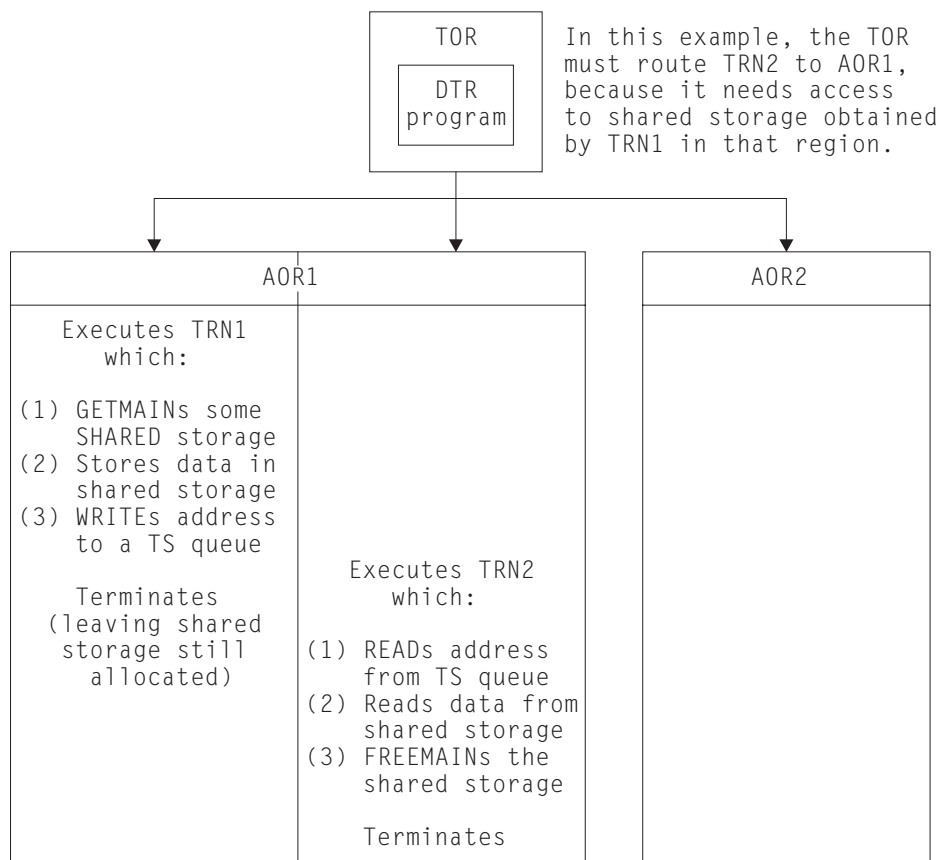 TOR
DTR
program
In this example, the TOR
must route TRN2 to AOR1,
because it needs access
to shared storage obtained
by TRN1 in that region.
AOR1
AOR2
Executes TRN1
which:
(1) GETMAINs some
SHARED storage
(2) Stores data in
shared storage
(3) WRITEs address
to a TS queue
Terminates
(leaving shared
storage still
allocated)
Executes TRN2
which:
(1) READs address
from TS queue
(2) Reads data from
shared storage
(3) FREEMAINs the
shared storage
Terminates